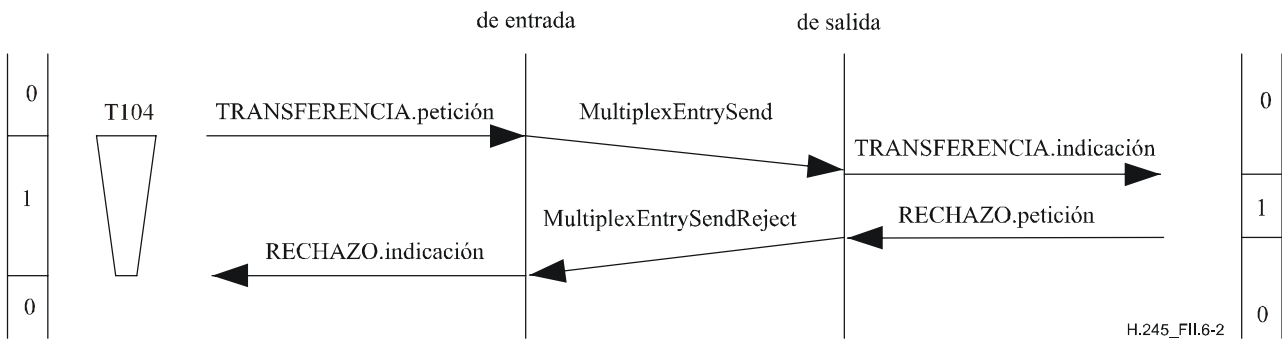 de entrada
de salida
0
T104
TRANSFERENCIA.petición
MultiplexEntrySend
0
TRANSFERENCIA.indicación
1
MultiplexEntrySendReject
RECHAZO.petición
1
RECHAZO.indicación
0
0
H.245_FII.6-2